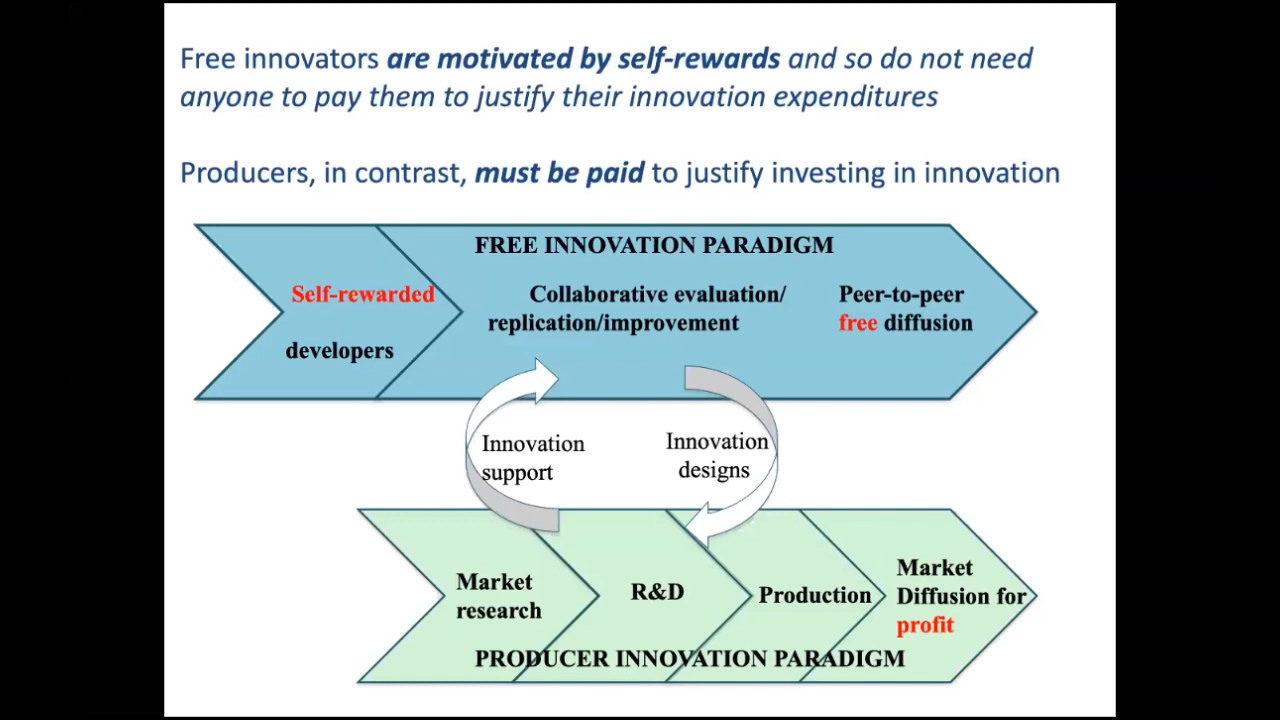 Free innovators are motivated by self-rewards and so do not need
anyone to pay them to justify their innovation expenditures
Producers, in contrast, must be paid to justify investing in innovation
FREE INNOVATION PARADIGM
Self-rewarded
developers
Collaborative evaluation/
replication/improvement
Peer-to-peer
free diffusion
Innovation
support
Innovation
designs
Market
research
R&D
Production
Market
Diffusion for
profit
PRODUCER INNOVATION PARADIGM